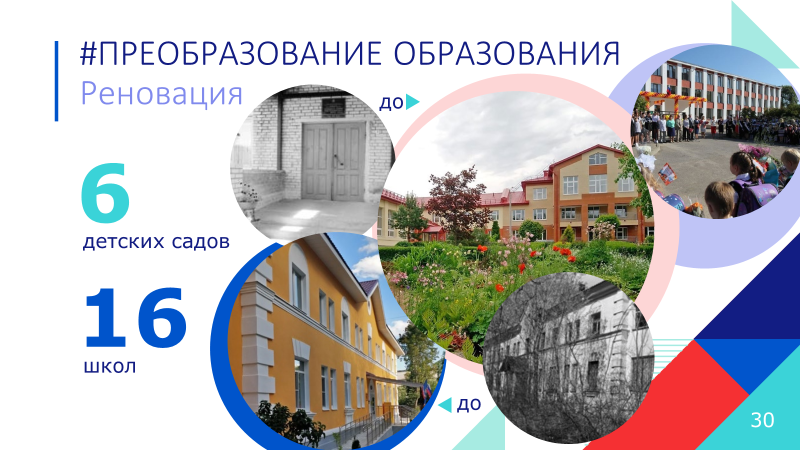 #ПРЕОБРАЗОВАНИЕ ОБРАЗОВАНИЯ
Реновация
до
6
детских садов
16
школ
до
30